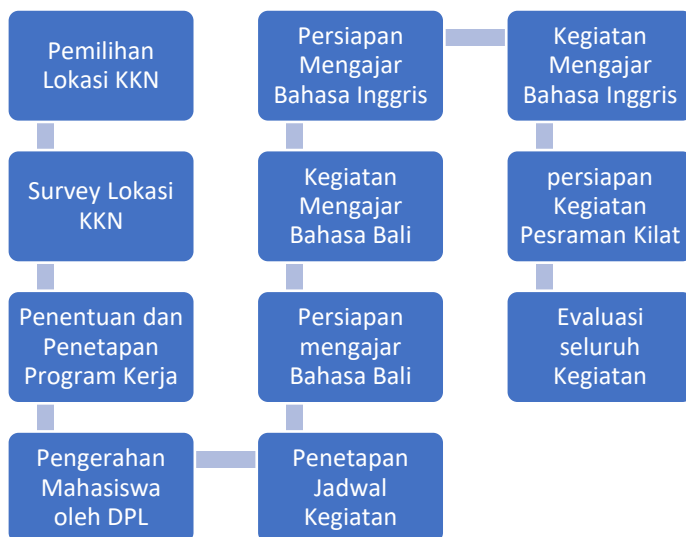 Pemilihan
Lokasi KKN
Survey Lokasi
KKN
Penentuan dan
Penetapan
Program Kerja
Pengerahan
Mahasiswa
oleh DPL
Penetapan
Jadwal
Kegiatan
Persiapan
mengajar
Bahasa Bali
Kegiatan
Mengajar
Bahasa Bali
Persiapan
Mengajar
Bahasa Inggris
Kegiatan
Mengajar
Bahasa Inggris
persiapan
Kegiatan
Pesraman Kilat
Evaluasi
seluruh
Kegiatan